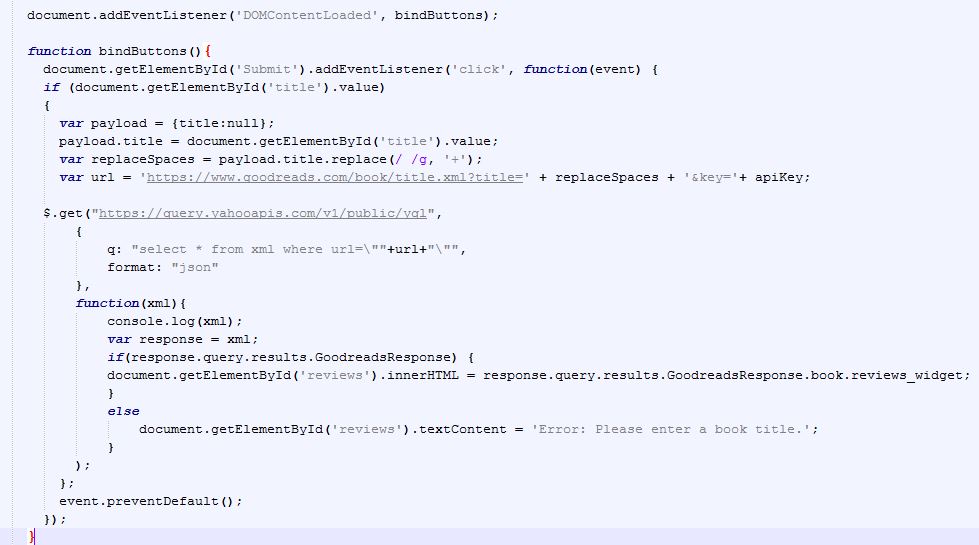 document.addEventListener('DOMContentLoaded', bindButtons);
function bindButtons(){
document.getElementById('Submit').addEventListener('click', function(event) {
if (document.getElementById('title').value)
{
var payload = {title:null};
payload.title = document.getElementById('title').value;
var replaceSpaces = payload.title.replace(/ /g, '+');
var url = 'https://www.goodreads.com/book/title.xml?title=' + replaceSpaces + '&key='+ apiKey;
$.get("https://query.yahooapis.com/v1/public/yql",
{
q: "select * from xml where url=\""+url+"\"",
format: "json"
},
function(xml){
console.log(xml);
var response = xml;
if(response.query.results.GoodreadsResponse) {
document.getElementById('reviews').innerHTML = response.query.results.GoodreadsResponse.book.reviews_widget;
}
else
document.getElementById('reviews').textContent = 'Error: Please enter a book title.';
}
);
};
event.preventDefault();
});
}